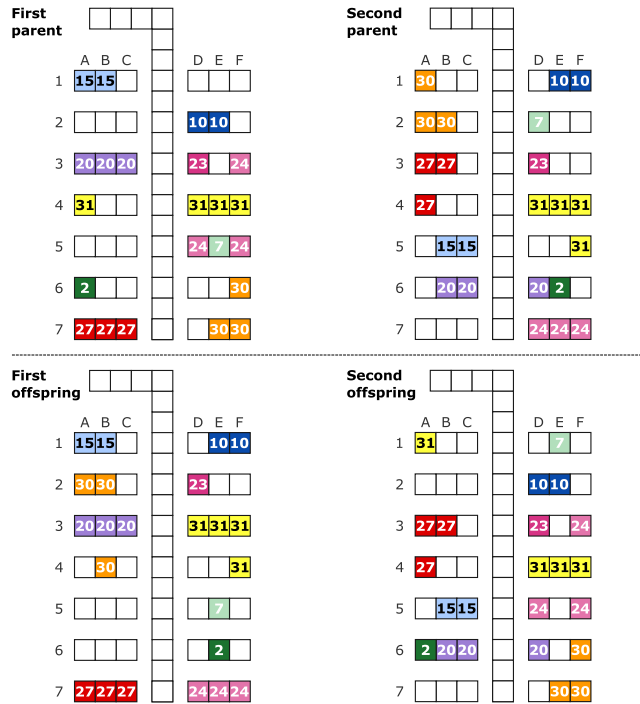 First parent
Second parent
A B C D E F
A B C D E F
1 15 15
1 30 10 10
2 10 10
2 30 30 7
3 20 20 20 23 24
3 27 27 23
4 31 31 31 31
4 27 31 31 31
5 24 7 24
5 15 15 31
6 2 30
6 20 20 20 2
7 27 27 27 30 30
7 24 24 24
First offspring
Second offspring
A B C D E F
A B C D E F
1 15 15 10 10
1 31 7
2 30 30 23
2 10 10
3 20 20 20 31 31 31
3 27 27 23 24
4 30 31
4 27 31 31 31
5 7
5 15 15 24 24
6 2
6 2 20 20 20 30
7 27 27 27 24 24 24
7 30 30